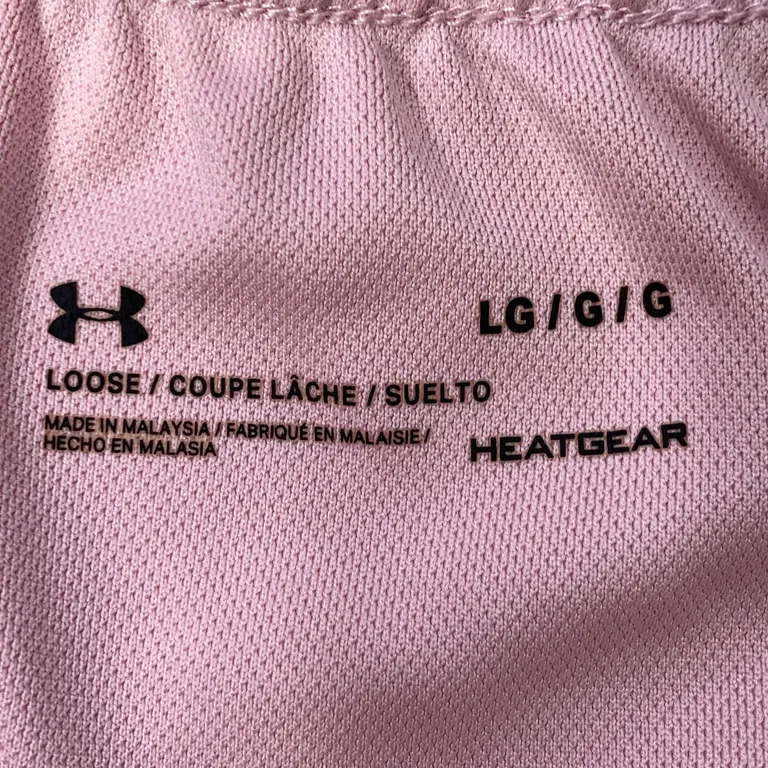 LG / G / G
LOOSE / COUPE LÂCHE / SUELTO
MADE IN MALAYSIA / FABRIQUÉ EN MALAISIE /
HECHO EN MALASIA
HEATGEAR